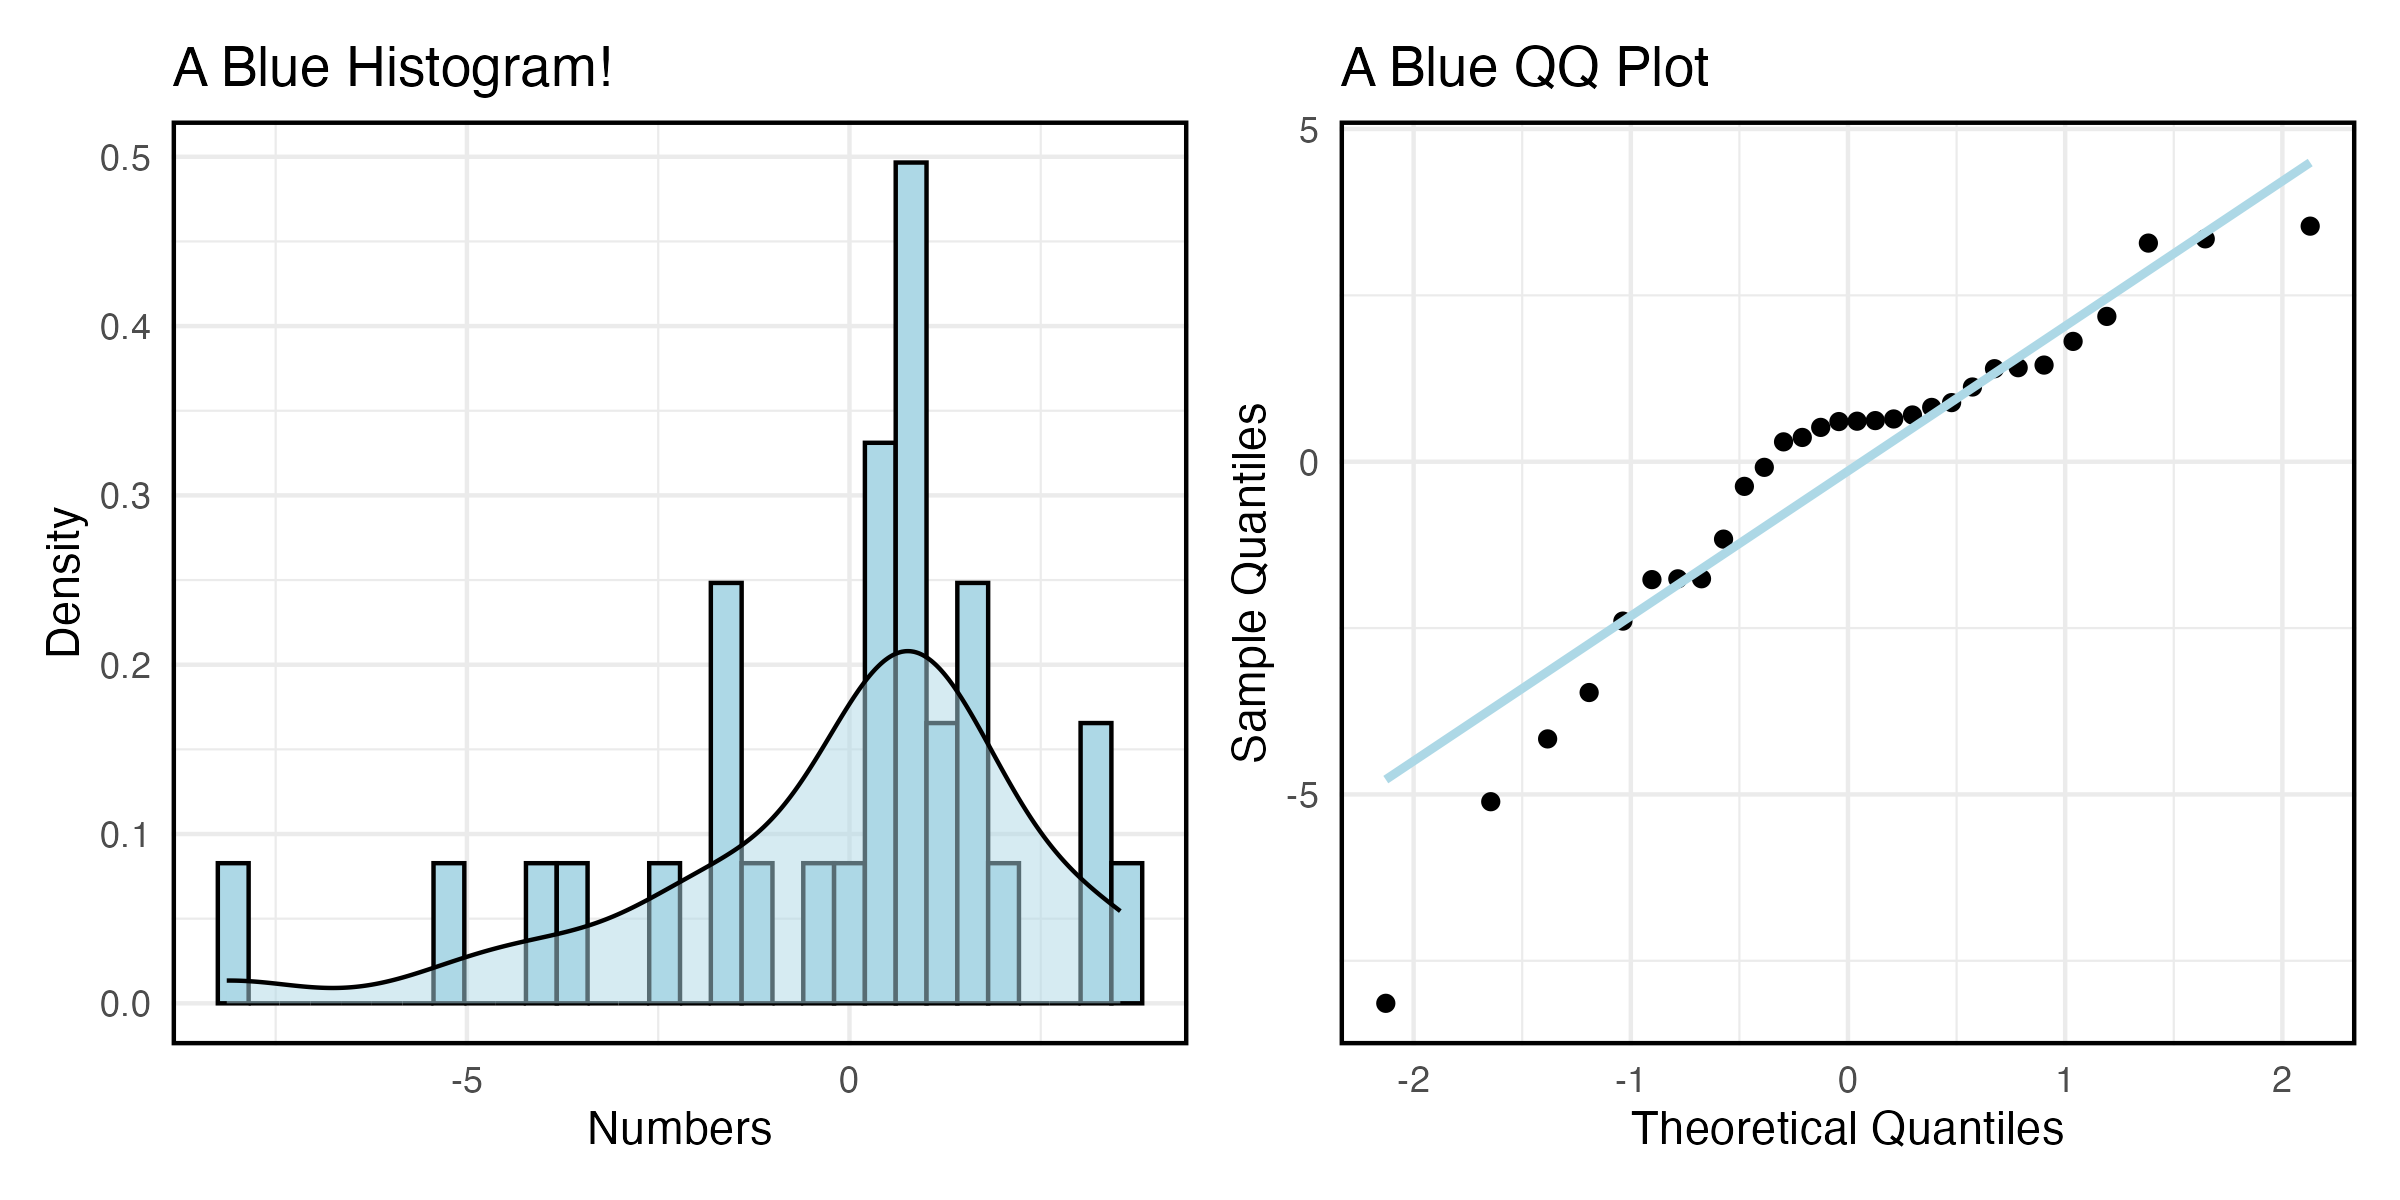 A Blue Histogram!
0.5
0.4
0.3
0.2
0.1
0.0
Density
-5 0
Numbers
A Blue QQ Plot
5
0
-5
Sample Quantiles
-2 -1 0 1 2
Theoretical Quantiles